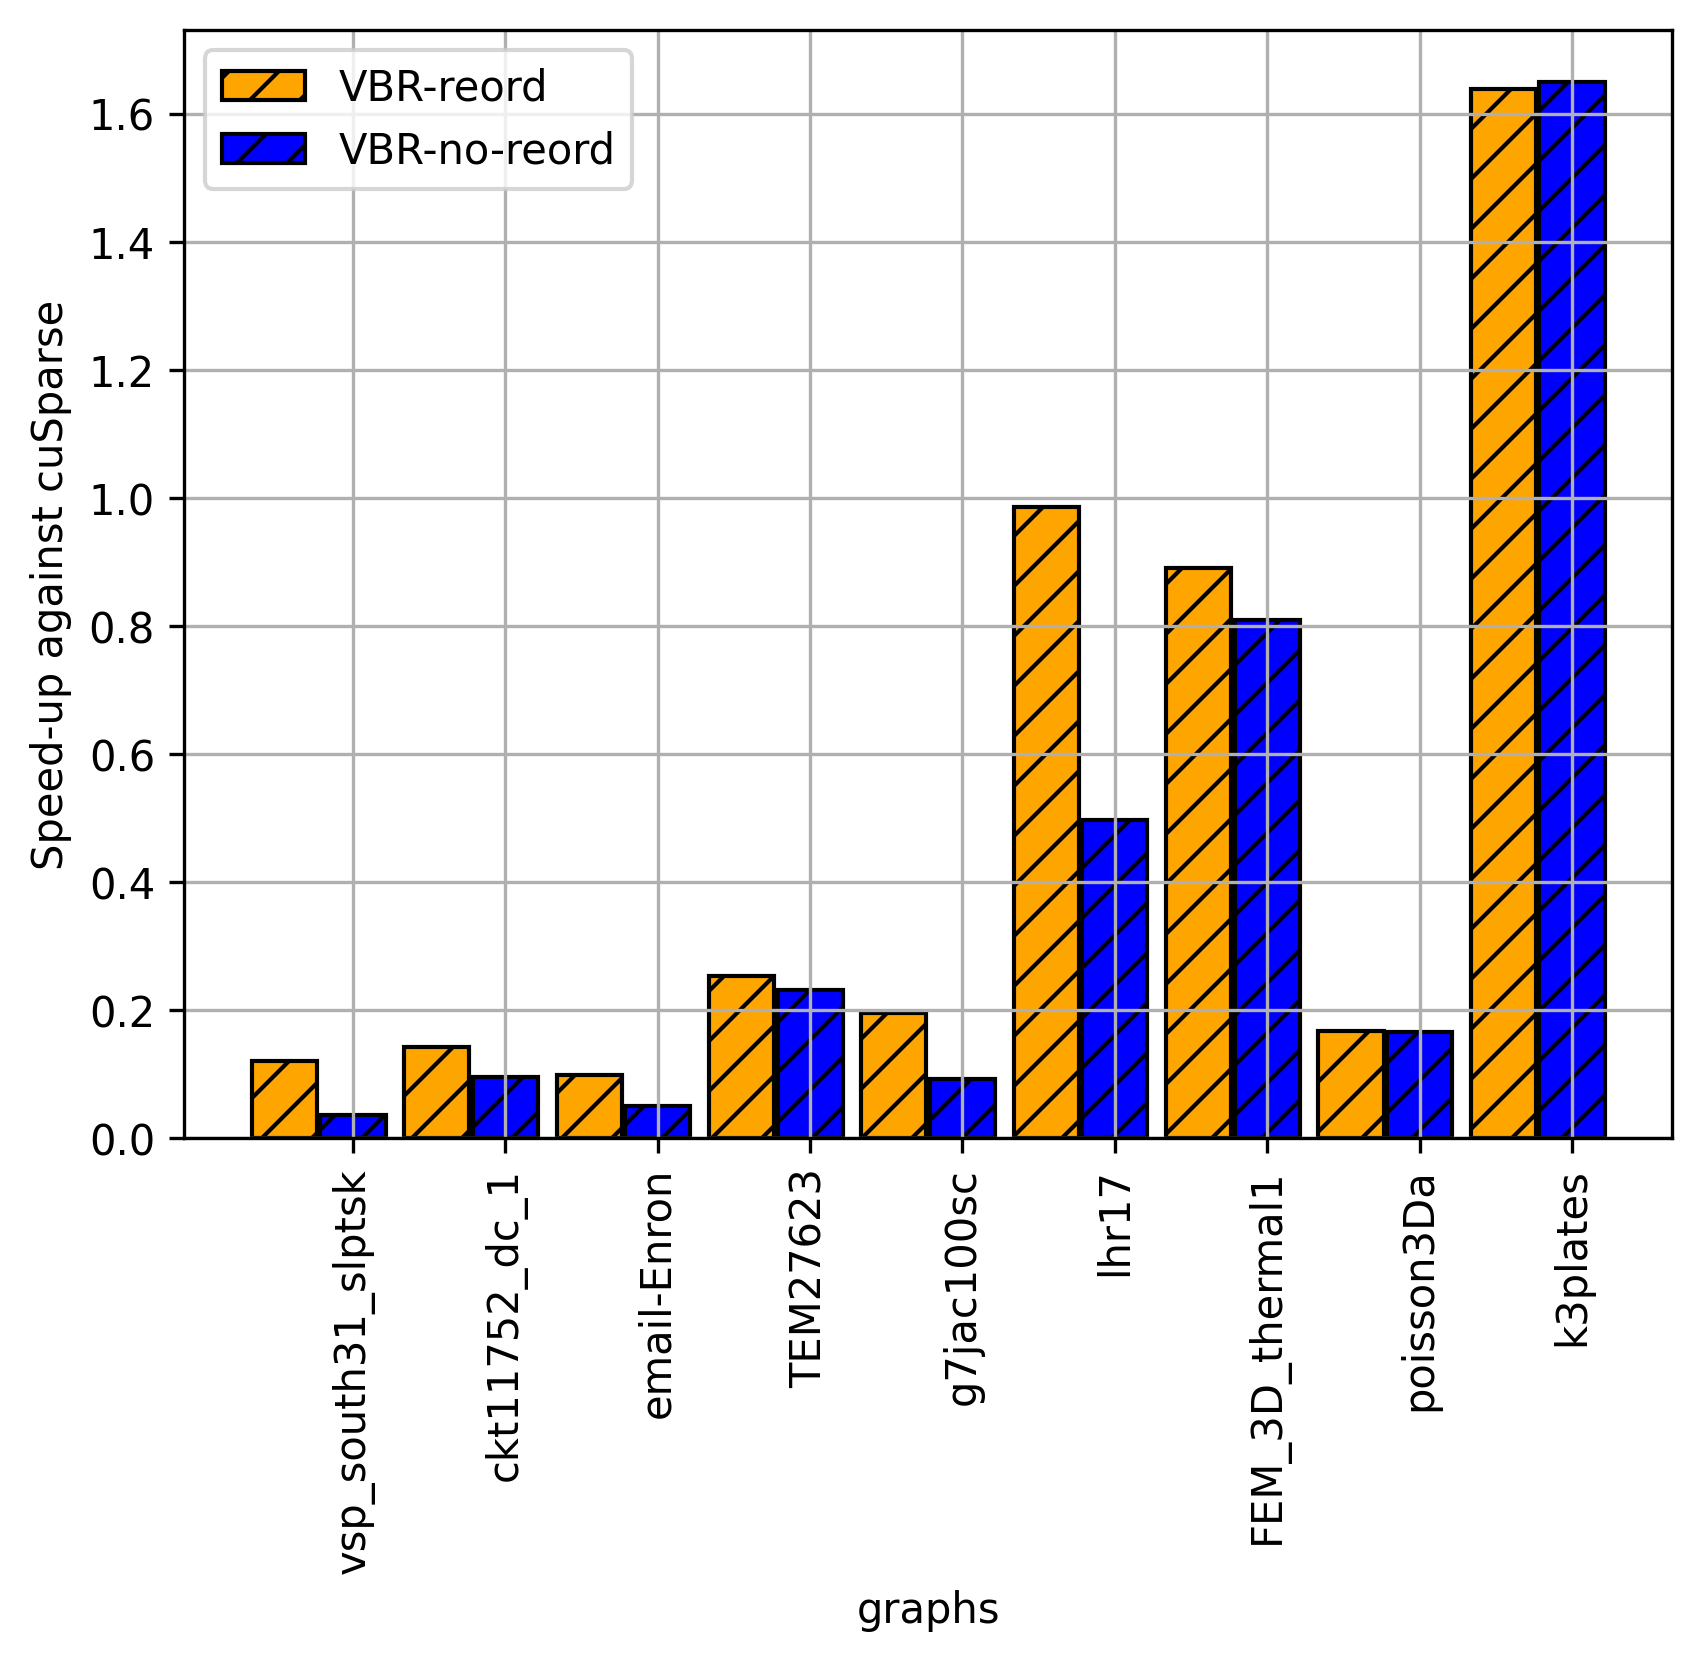 VBR-reord
VBR-no-reord
Speed-up against cuSparse
1.6
1.4
1.2
1.0
0.8
0.6
0.4
0.2
0.0
vsp_south31_slptsk
ckt11752_dc_1
email-Enron
TEM27623
g7jac100sc
lhr17
FEM_3D_thermal1
poisson3Da
k3plates
graphs